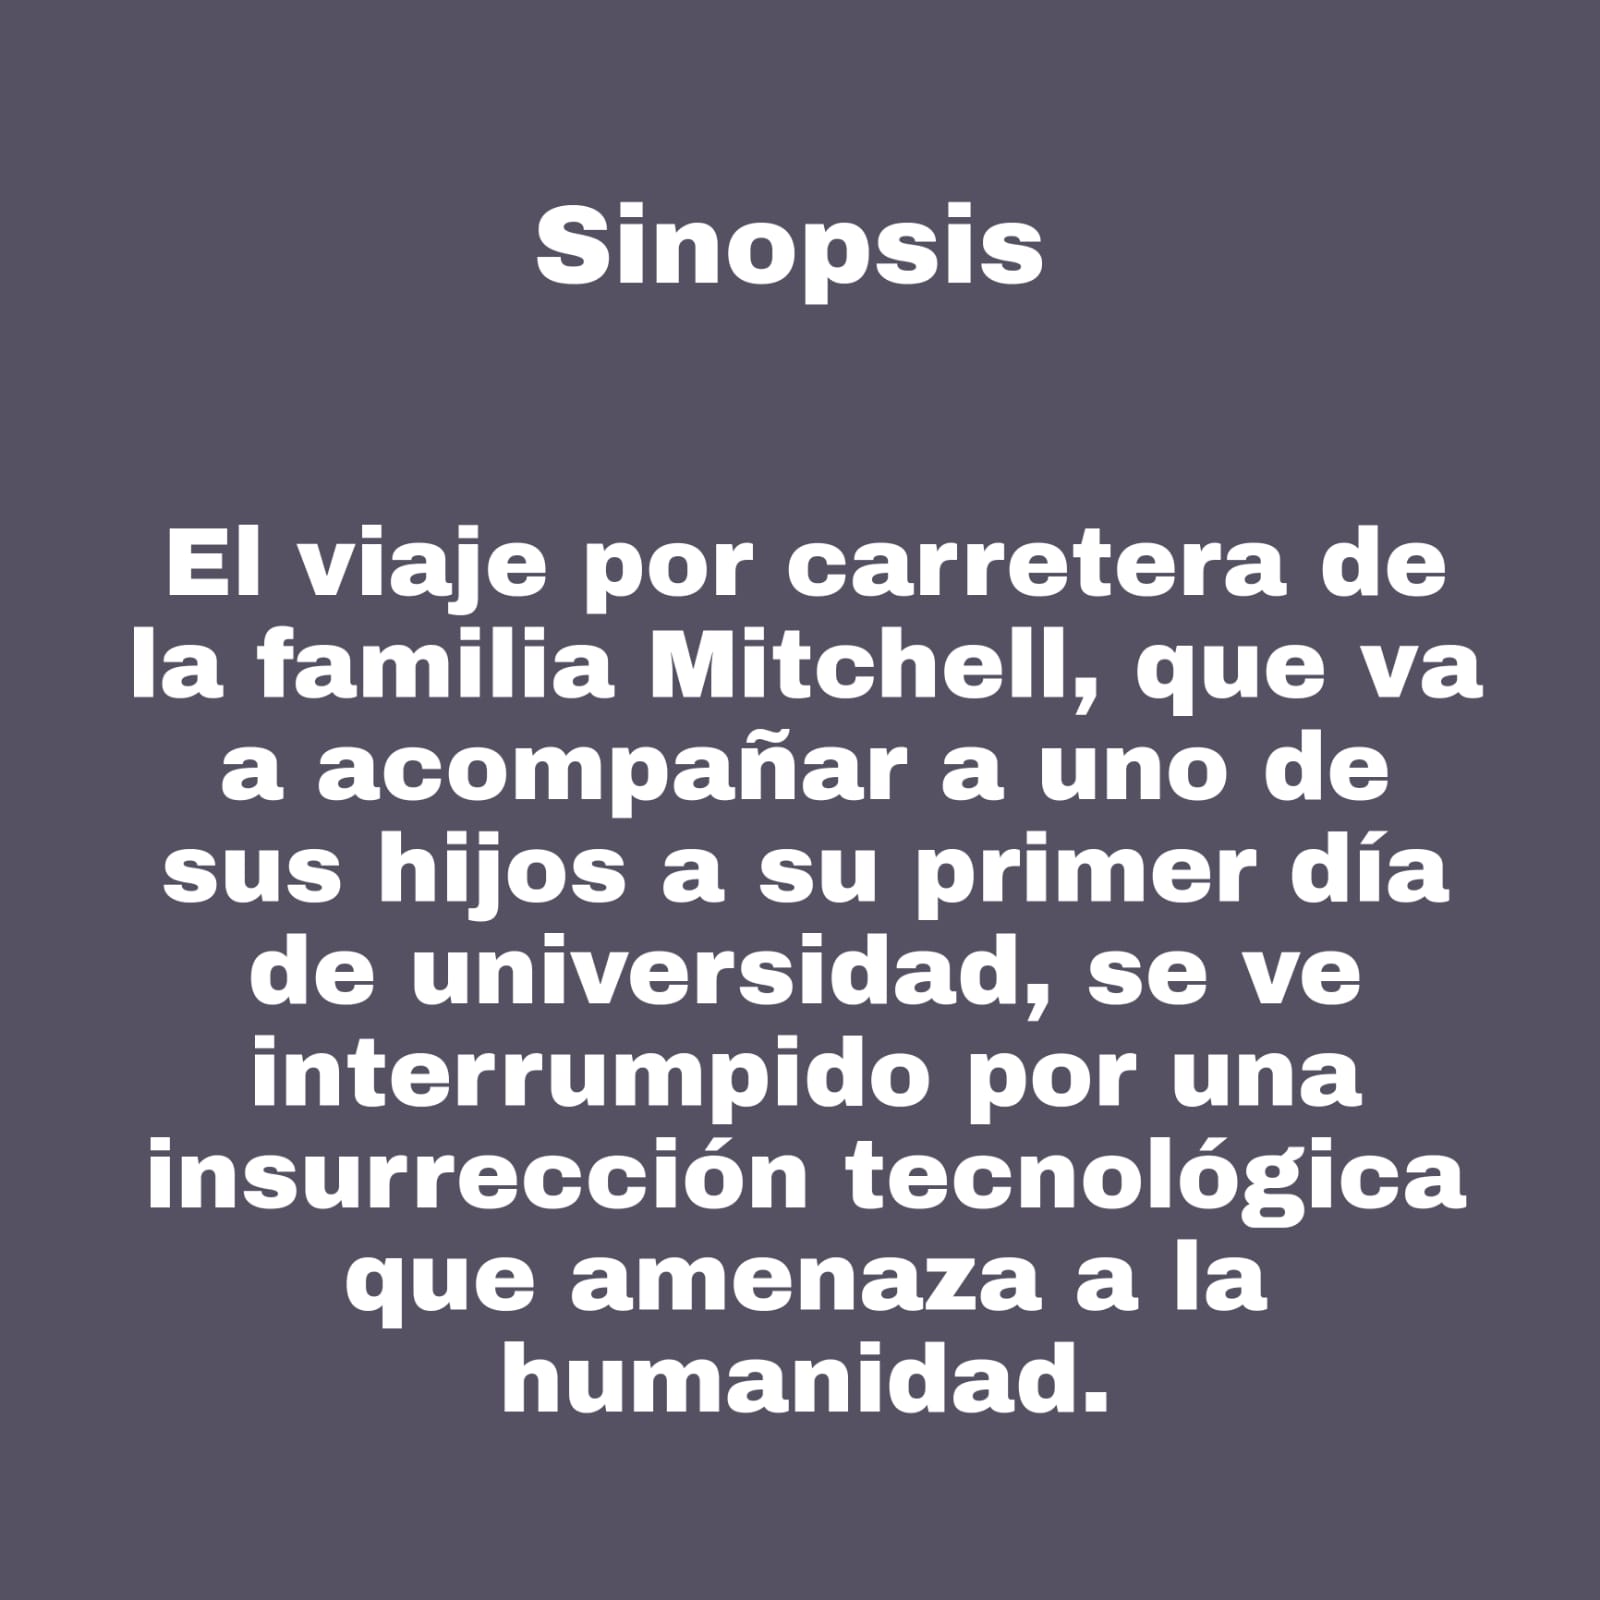 Sinopsis
El viaje por carretera de
la familia Mitchell, que va
a acompañar a uno de
sus hijos a su primer día
de universidad, se ve
interrumpido por una
insurrección tecnológica
que amenaza a la
humanidad.